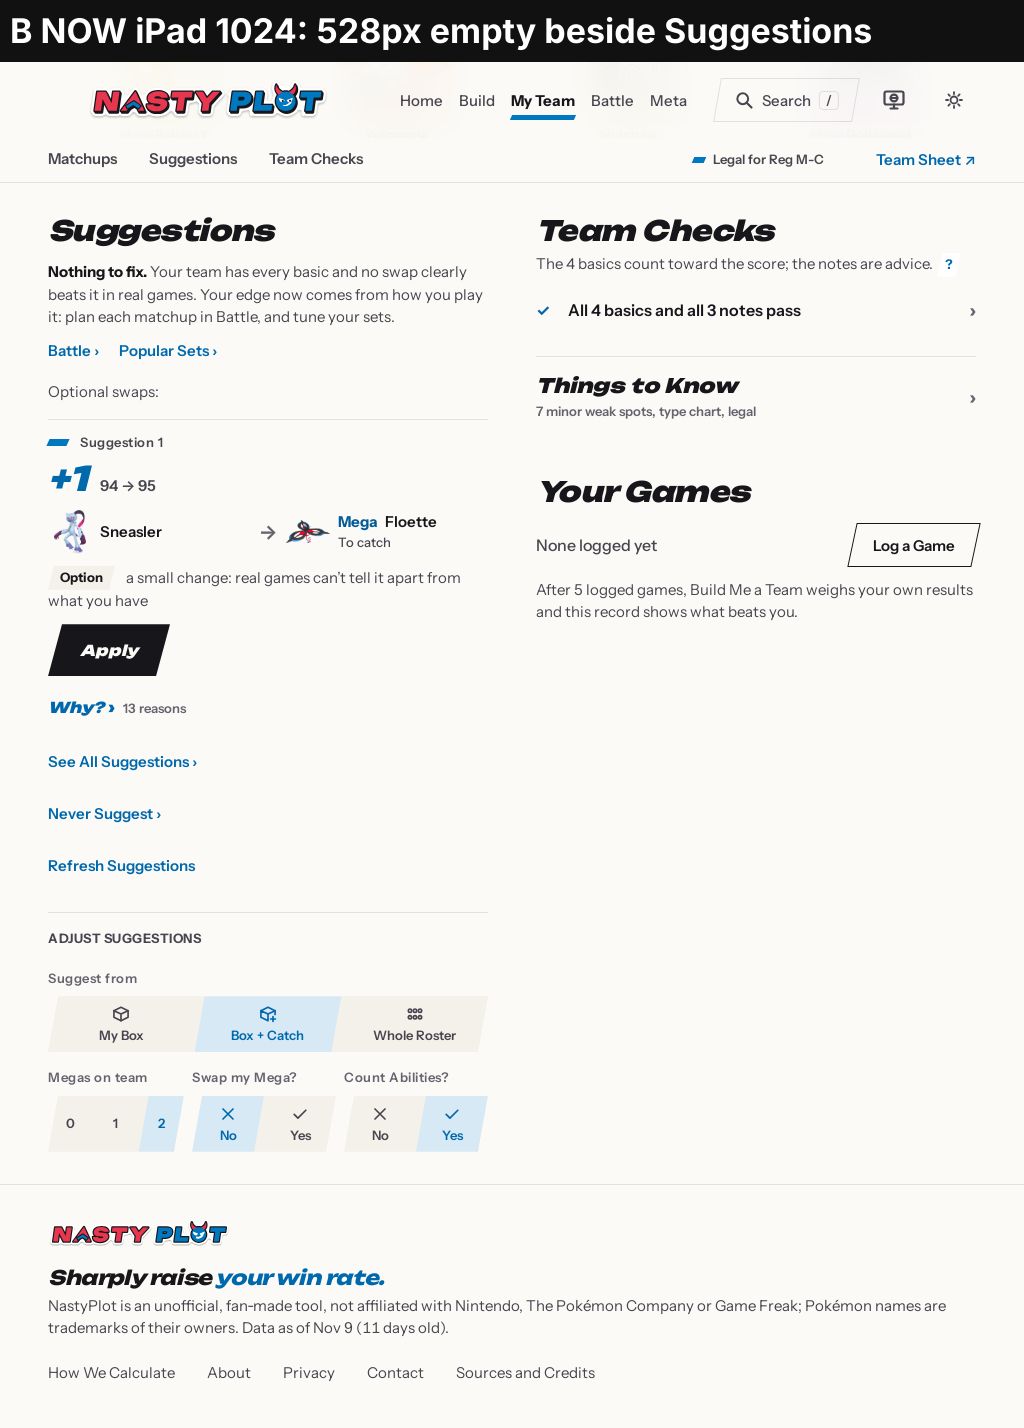 B NOW iPad 1024: 528px empty beside Suggestions
NASTY PLOT
Home Build My Team Battle Meta Search /
Matchups Suggestions Team Checks
Legal for Reg M-C Team Sheet ↗
Suggestions
Nothing to fix. Your team has every basic and no swap clearly
beats it in real games. Your edge now comes from how you play
it: plan each matchup in Battle, and tune your sets.
Battle › Popular Sets ›
Optional swaps:
Suggestion 1
+1 94 → 95
Sneasler → Mega Floette
To catch
Option a small change: real games can't tell it apart from
what you have
Apply
Why? › 13 reasons
See All Suggestions ›
Never Suggest ›
Refresh Suggestions
ADJUST SUGGESTIONS
Suggest from
My Box Box + Catch Whole Roster
Megas on team Swap my Mega? Count Abilities?
0 1 2 No Yes No Yes
Team Checks
The 4 basics count toward the score; the notes are advice. ?
All 4 basics and all 3 notes pass ›
Things to Know ›
7 minor weak spots, type chart, legal
Your Games
None logged yet Log a Game
After 5 logged games, Build Me a Team weighs your own results
and this record shows what beats you.
NASTY PLOT
Sharply raise your win rate.
NastyPlot is an unofficial, fan-made tool, not affiliated with Nintendo, The Pokémon Company or Game Freak; Pokémon names are
trademarks of their owners. Data as of Nov 9 (11 days old).
How We Calculate About Privacy Contact Sources and Credits